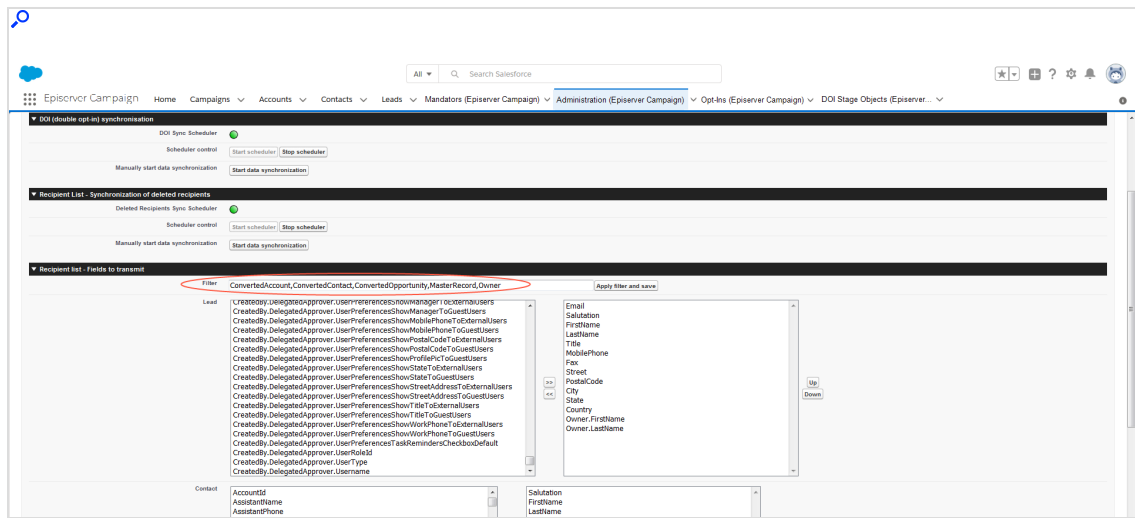 All Search Salesforce
Episerver Campaign Home Campaigns Accounts Contacts Leads Mandators (Episerver Campaign) Administration (Episerver Campaign) Opt-Ins (Episerver Campaign) DOI Stage Objects (Episerver...
DOI (double opt-in) synchronisation
DOI Sync Scheduler
Scheduler control Start scheduler Stop scheduler
Manually start data synchronization Start data synchronization
Recipient List - Synchronization of deleted recipients
Deleted Recipients Sync Scheduler
Scheduler control Start scheduler Stop scheduler
Manually start data synchronization Start data synchronization
Recipient list - Fields to transmit
Filter ConvertedAccount,ConvertedContact,ConvertedOpportunity,MasterRecord,Owner Apply filter and save
Lead
CreatedBy.DelegatedApprover.UserPreferencesShowManagerToExternalUsers
CreatedBy.DelegatedApprover.UserPreferencesShowManagerToGuestUsers
CreatedBy.DelegatedApprover.UserPreferencesShowMobilePhoneToExternalUsers
CreatedBy.DelegatedApprover.UserPreferencesShowMobilePhoneToGuestUsers
CreatedBy.DelegatedApprover.UserPreferencesShowPostalCodeToExternalUsers
CreatedBy.DelegatedApprover.UserPreferencesShowPostalCodeToGuestUsers
CreatedBy.DelegatedApprover.UserPreferencesShowProfilePicToGuestUsers
CreatedBy.DelegatedApprover.UserPreferencesShowStateToExternalUsers
CreatedBy.DelegatedApprover.UserPreferencesShowStateToGuestUsers
CreatedBy.DelegatedApprover.UserPreferencesShowStreetAddressToExternalUsers
CreatedBy.DelegatedApprover.UserPreferencesShowStreetAddressToGuestUsers
CreatedBy.DelegatedApprover.UserPreferencesShowTitleToExternalUsers
CreatedBy.DelegatedApprover.UserPreferencesShowTitleToGuestUsers
CreatedBy.DelegatedApprover.UserPreferencesShowWorkPhoneToExternalUsers
CreatedBy.DelegatedApprover.UserPreferencesShowWorkPhoneToGuestUsers
CreatedBy.DelegatedApprover.UserPreferencesTaskRemindersCheckboxDefault
CreatedBy.DelegatedApprover.UserRoleId
CreatedBy.DelegatedApprover.UserType
CreatedBy.DelegatedApprover.Username
>>
<<
Email
Salutation
FirstName
LastName
Title
MobilePhone
Fax
Street
PostalCode
City
State
Country
Owner.FirstName
Owner.LastName
Up
Down
Contact
AccountId
AssistantName
AssistantPhone
Salutation
FirstName
LastName